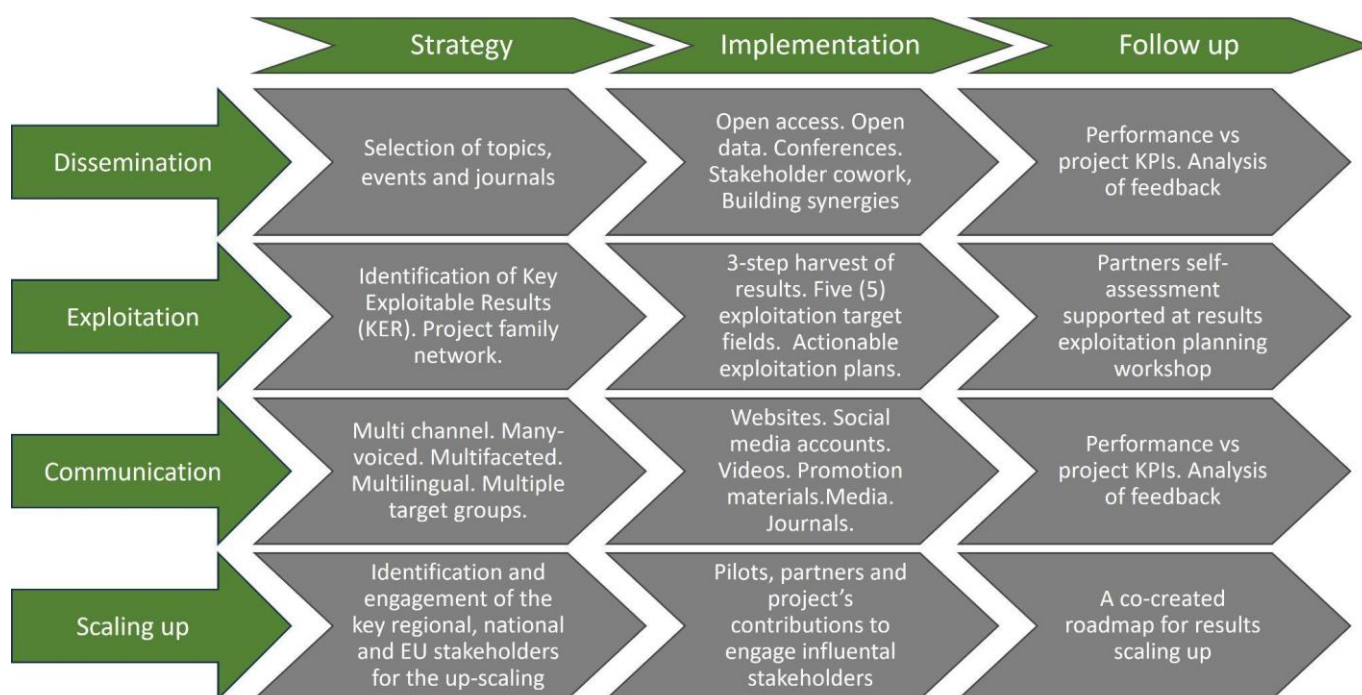 Strategy
Implementation
Follow up
Dissemination
Selection of topics,
events and journals
Open access. Open
data. Conferences.
Stakeholder cowork,
Building synergies
Performance vs
project KPIs. Analysis
of feedback
Exploitation
Identification of Key
Exploitable Results
(KER). Project family
network.
3-step harvest of
results. Five (5)
exploitation target
fields.  Actionable
exploitation plans.
Partners self-
assessment
supported at results
exploitation planning
workshop
Communication
Multi channel. Many-
voiced. Multifaceted.
Multilingual. Multiple
target groups.
Websites. Social
media accounts.
Videos. Promotion
materials.Media.
Journals.
Performance vs
project KPIs. Analysis
of feedback
Scaling up
Identification and
engagement of the
key regional, national
and EU stakeholders
for the up-scaling
Pilots, partners and
project’s
contributions to
engage influental
stakeholders
A co-created
roadmap for results
scaling up